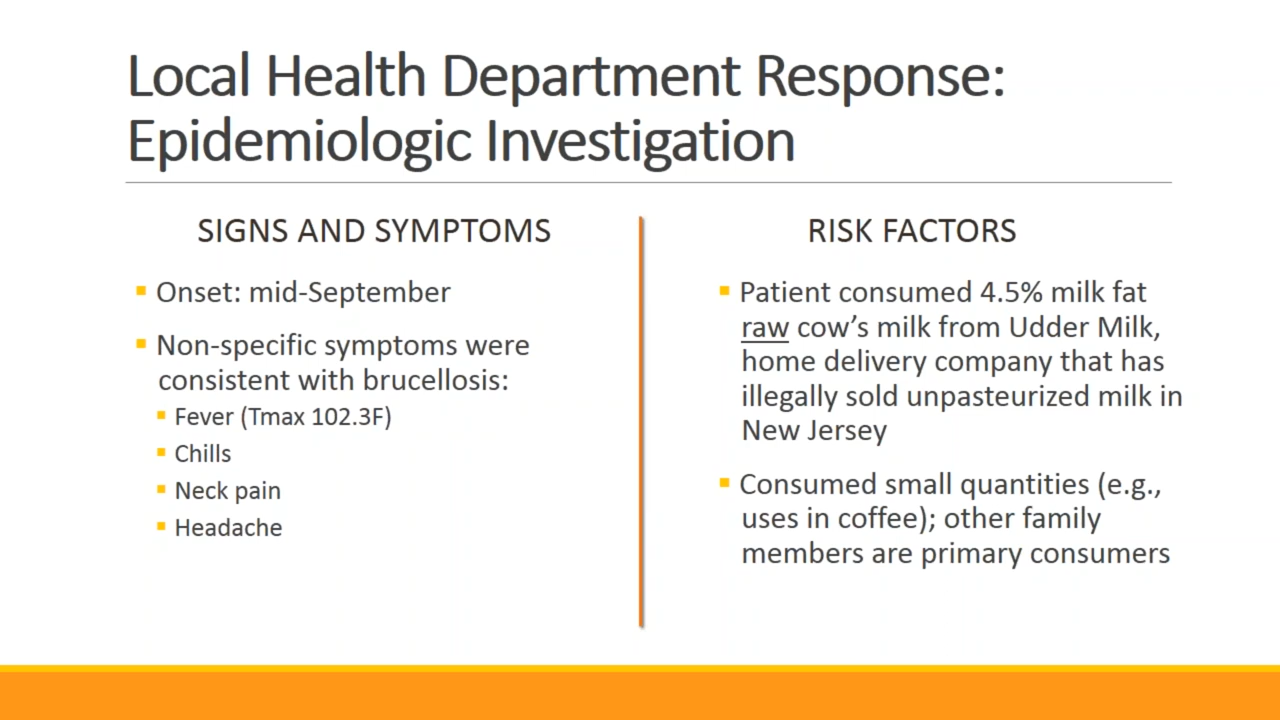 Local Health Department Response:
Epidemiologic Investigation
SIGNS AND SYMPTOMS
Onset: mid-September
Non-specific symptoms were
consistent with brucellosis:
Fever (Tmax 102.3F)
Chills
Neck pain
Headache
RISK FACTORS
Patient consumed 4.5% milk fat
raw cow’s milk from Udder Milk,
home delivery company that has
illegally sold unpasteurized milk in
New Jersey
Consumed small quantities (e.g.,
uses in coffee); other family
members are primary consumers